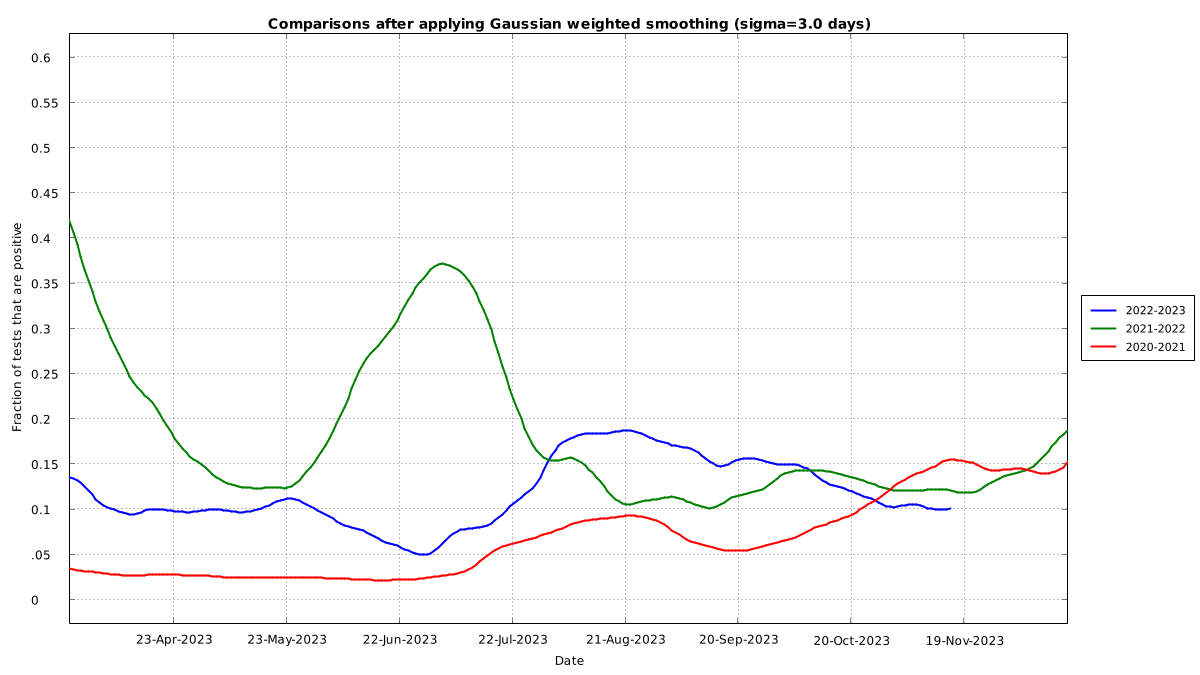 Comparisons after applying Gaussian weighted smoothing (sigma=3.0 days)
Fraction of tests that are positive
0.6
0.55
0.5
0.45
0.4
0.35
0.3
0.25
0.2
0.15
0.1
.05
0
23-Apr-2023
23-May-2023
22-Jun-2023
22-Jul-2023
21-Aug-2023
20-Sep-2023
20-Oct-2023
19-Nov-2023
Date
2022-2023
2021-2022
2020-2021